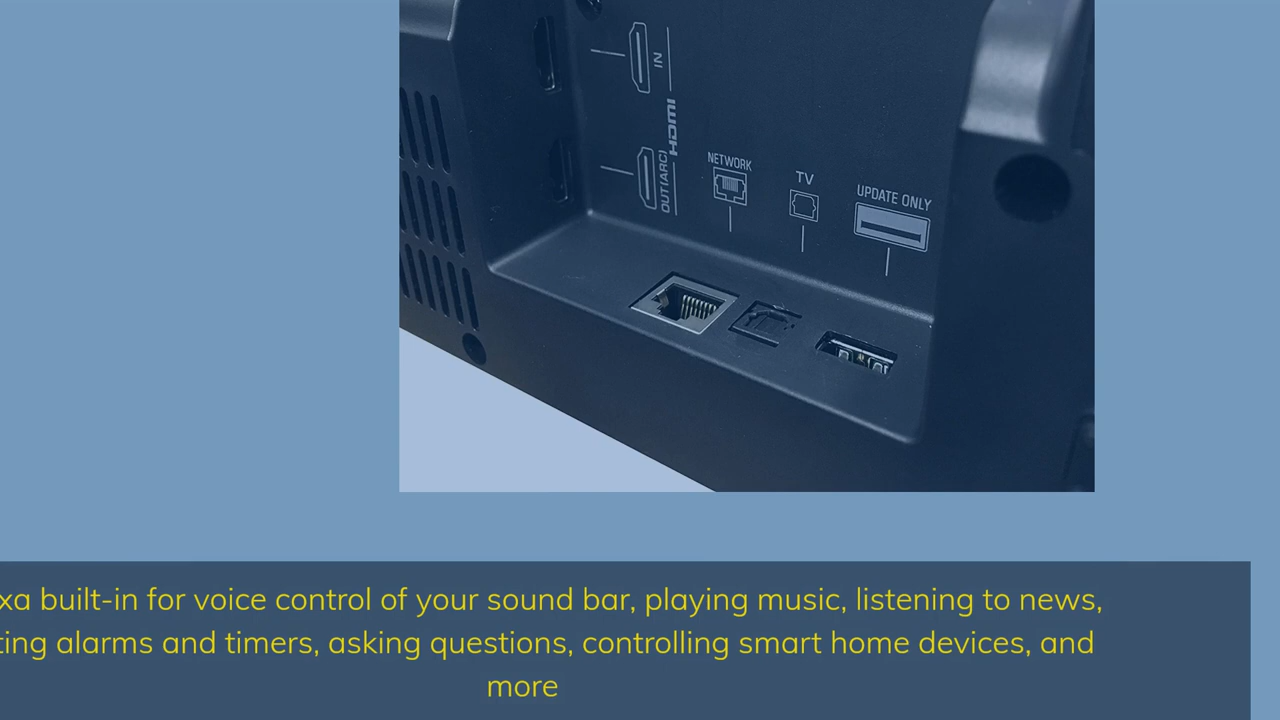 IN
HDMI
OUT(ARC)
NETWORK
TV
UPDATE ONLY
xa built-in for voice control of your sound bar, playing music, listening to news,
ting alarms and timers, asking questions, controlling smart home devices, and
more